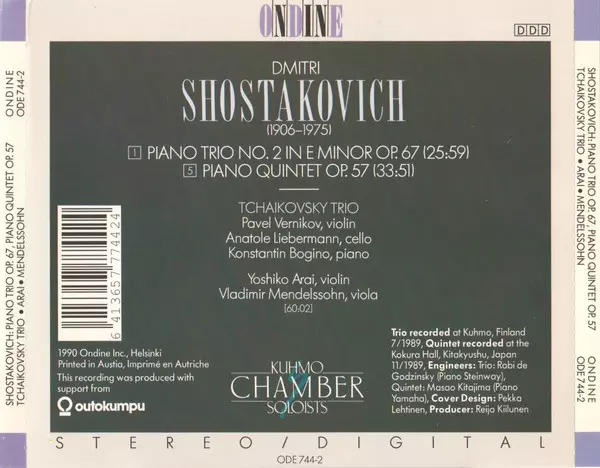 ONDINE
DDD
DMITRI
SHOSTAKOVICH
(1906–1975)
1 PIANO TRIO NO. 2 IN E MINOR OP. 67 (25:59)
5 PIANO QUINTET OP. 57 (33:51)
TCHAIKOVSKY TRIO
Pavel Vernikov, violin
Anatole Liebermann, cello
Konstantin Bogino, piano
Yoshiko Arai, violin
Vladimir Mendelssohn, viola
[60:02]
6 413657 774424
1990 Ondine Inc., Helsinki
Printed in Austia, Imprimé en Autriche
This recording was produced with
support from
outokumpu
KUHMO
CHAMBER
SOLOISTS
Trio recorded at Kuhmo, Finland
7/1989, Quintet recorded at the
Kokura Hall, Kitakyushu, Japan
11/1989, Engineers: Trio: Robi de
Godzinsky (Piano Steinway),
Quintet: Masao Kitajima (Piano
Yamaha), Cover Design: Pekka
Lehtinen, Producer: Reijo Kiilunen
STEREO/DIGITAL
ODE 744-2
SHOSTAKOVICH: PIANO TRIO OP. 67, PIANO QUINTET OP. 57
TCHAIKOVSKY TRIO • ARAI • MENDELSSOHN
ONDINE
ODE 744-2
SHOSTAKOVICH: PIANO TRIO OP. 67, PIANO QUINTET OP. 57
TCHAIKOVSKY TRIO • ARAI • MENDELSSOHN
ONDINE
ODE 744-2